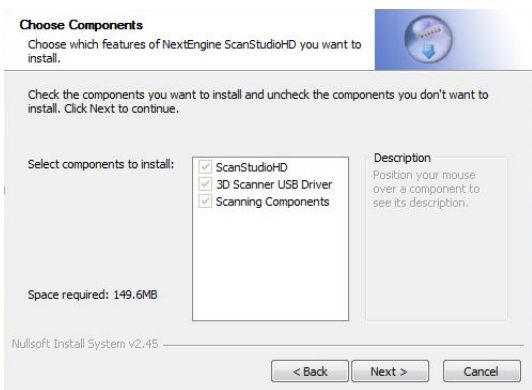 Choose Components
Choose which features of NextEngine ScanStudioHD you want to
install.
Check the components you want to install and uncheck the components you don't want to
install. Click Next to continue.
Select components to install:
ScanStudioHD
3D Scanner USB Driver
Scanning Components
Description
Position your mouse
over a component to
see its description.
Space required: 149.6MB
Nullsoft Install System v2.45
< Back
Next >
Cancel